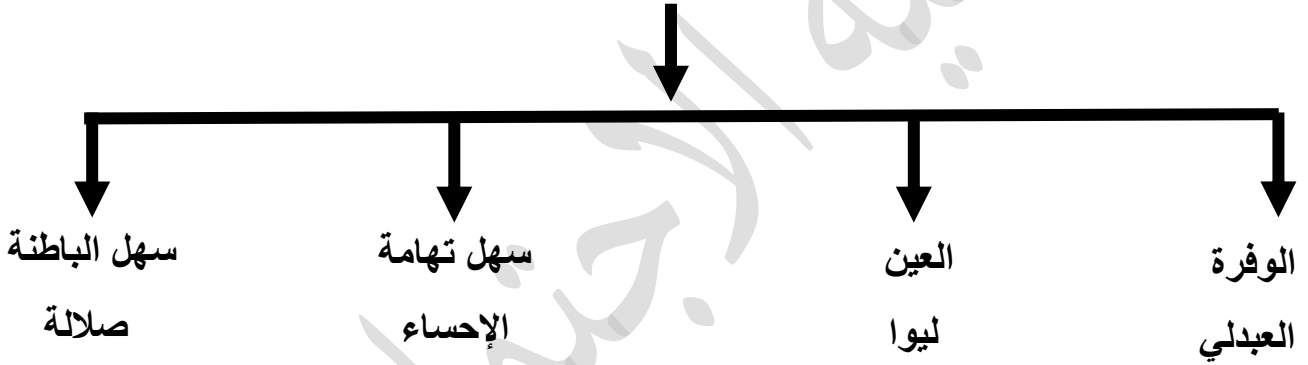 الوفرة
العبدلي
العين
ليوا
سهل تهامة
الإحساء
سهل الباطنة
صلالة